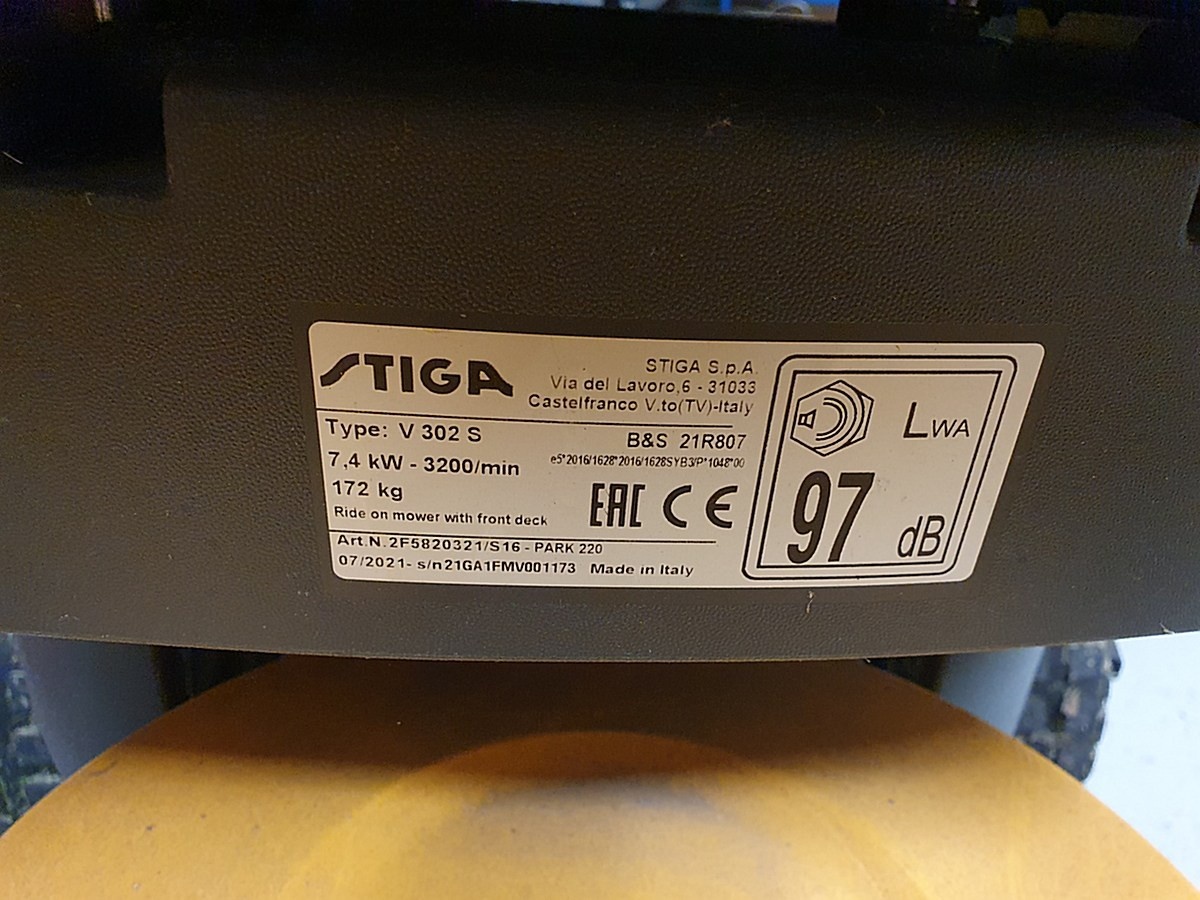 STIGA
STIGA S.p.A.
Via del Lavoro,6 - 31033
Castelfranco V.to(TV)-Italy
Type: V 302 S
B&S 21R807
7,4 kW - 3200/min
e5*2016/1628*2016/1628SYB3/P*1048*00
172 kg
Ride on mower with front deck
EAC CE
Art.N.2F5820321/S16 - PARK 220
07/2021- s/n21GA1FMV001173 Made in Italy
LWA
97
dB